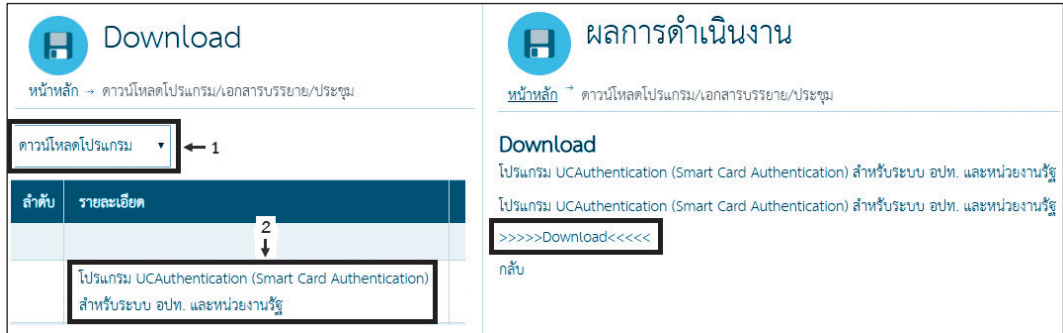 Download
หน้าหลัก → ดาวน์โหลดโปรแกรม/เอกสารบรรยาย/ประชุม
ดาวน์โหลดโปรแกรม ▾ ← 1
ลำดับ รายละเอียด
2
↓
โปรแกรม UCAuthentication (Smart Card Authentication)
สำหรับระบบ อปท. และหน่วยงานรัฐ
ผลการดำเนินงาน
หน้าหลัก → ดาวน์โหลดโปรแกรม/เอกสารบรรยาย/ประชุม
Download
โปรแกรม UCAuthentication (Smart Card Authentication) สำหรับระบบ อปท. และหน่วยงานรัฐ
โปรแกรม UCAuthentication (Smart Card Authentication) สำหรับระบบ อปท. และหน่วยงานรัฐ
>>>>>Download<<<<<
กลับ